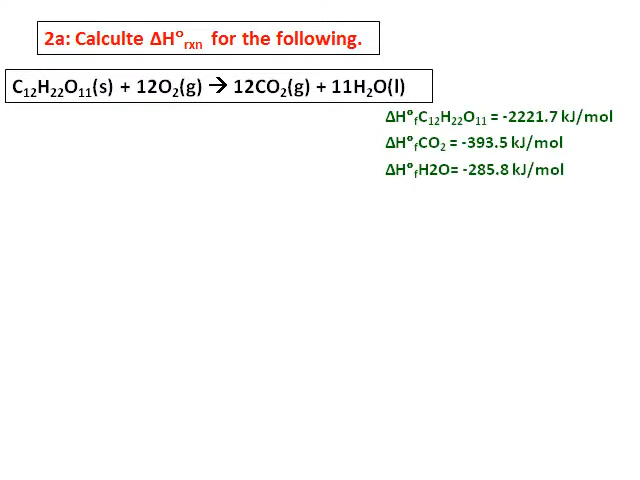 2a: Calculte ΔH°rxn for the following.
C₁₂H₂₂O₁₁(s) + 12O₂(g) → 12CO₂(g) + 11H₂O(l)
ΔH°fC₁₂H₂₂O₁₁ = -2221.7 kJ/mol
ΔH°fCO₂ = -393.5 kJ/mol
ΔH°fH2O= -285.8 kJ/mol